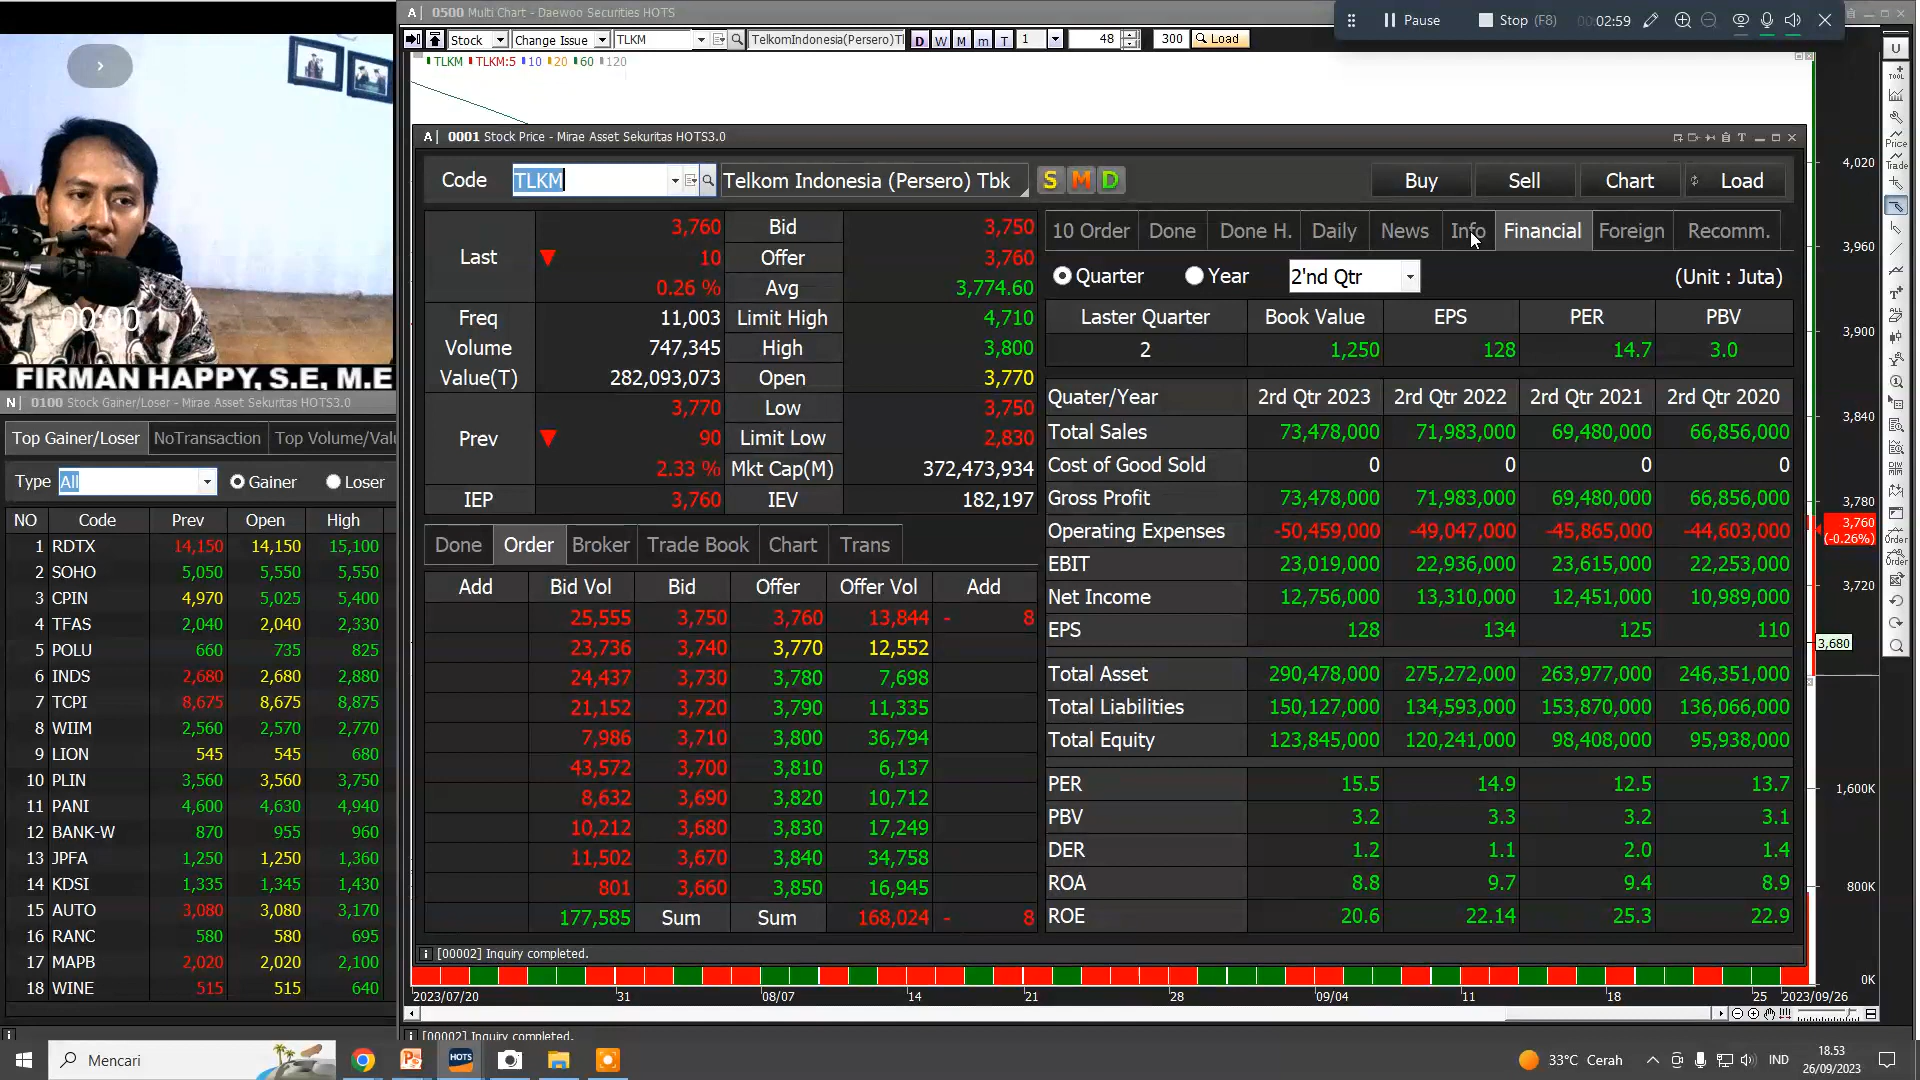 A 0500 Multi Chart - Daewoo Securities HOTS
Pause Stop (F8) 00:02:59
Stock Change Issue TLKM TelkomIndonesia(Persero)Tl D W M m T 1 48 300 Load
TLKM TLKM:5 10 20 60 120
A 0001 Stock Price - Mirae Asset Sekuritas HOTS3.0
Code TLKM Telkom Indonesia (Persero) Tbk S M D Buy Sell Chart Load
Last 3,760 Bid 3,750
10 Offer 3,760
0.26 % Avg 3,774.60
Freq 11,003 Limit High 4,710
Volume 747,345 High 3,800
Value(T) 282,093,073 Open 3,770
Prev 3,770 Low 3,750
90 Limit Low 2,830
2.33 % Mkt Cap(M) 372,473,934
IEP 3,760 IEV 182,197
Done Order Broker Trade Book Chart Trans
Add Bid Vol Bid Offer Offer Vol Add
25,555 3,750 3,760 13,844 - 8
23,736 3,740 3,770 12,552
24,437 3,730 3,780 7,698
21,152 3,720 3,790 11,335
7,986 3,710 3,800 36,794
43,572 3,700 3,810 6,137
8,632 3,690 3,820 10,712
10,212 3,680 3,830 17,249
11,502 3,670 3,840 34,758
801 3,660 3,850 16,945
177,585 Sum Sum 168,024 - 8
10 Order Done Done H. Daily News Info Financial Foreign Recomm.
Quarter Year 2'nd Qtr (Unit : Juta)
Laster Quarter Book Value EPS PER PBV
2 1,250 128 14.7 3.0
Quater/Year 2rd Qtr 2023 2rd Qtr 2022 2rd Qtr 2021 2rd Qtr 2020
Total Sales 73,478,000 71,983,000 69,480,000 66,856,000
Cost of Good Sold 0 0 0 0
Gross Profit 73,478,000 71,983,000 69,480,000 66,856,000
Operating Expenses -50,459,000 -49,047,000 -45,865,000 -44,603,000
EBIT 23,019,000 22,936,000 23,615,000 22,253,000
Net Income 12,756,000 13,310,000 12,451,000 10,989,000
EPS 128 134 125 110
Total Asset 290,478,000 275,272,000 263,977,000 246,351,000
Total Liabilities 150,127,000 134,593,000 153,870,000 136,066,000
Total Equity 123,845,000 120,241,000 98,408,000 95,938,000
PER 15.5 14.9 12.5 13.7
PBV 3.2 3.3 3.2 3.1
DER 1.2 1.1 2.0 1.4
ROA 8.8 9.7 9.4 8.9
ROE 20.6 22.14 25.3 22.9
[00002] Inquiry completed.
2023/07/20 31 08/07 14 21 28 09/04 11 18 25 2023/09/26
[00002] Inquiry completed.
U
TOOL
Price
Trade
Order
Order
4,020
3,960
3,900
3,840
3,780
3,760
(-0.26%)
3,720
3,680
1,600K
800K
0K
00:00
FIRMAN HAPPY, S.E, M.E
N 0100 Stock Gainer/Loser - Mirae Asset Sekuritas HOTS3.0
Top Gainer/Loser NoTransaction Top Volume/Valu
Type All Gainer Loser
NO Code Prev Open High
1 RDTX 14,150 14,150 15,100
2 SOHO 5,050 5,550 5,550
3 CPIN 4,970 5,025 5,400
4 TFAS 2,040 2,040 2,330
5 POLU 660 735 825
6 INDS 2,680 2,680 2,880
7 TCPI 8,675 8,675 8,875
8 WIIM 2,560 2,570 2,770
9 LION 545 545 680
10 PLIN 3,560 3,560 3,750
11 PANI 4,600 4,630 4,940
12 BANK-W 870 955 960
13 JPFA 1,250 1,250 1,360
14 KDSI 1,335 1,345 1,430
15 AUTO 3,080 3,080 3,170
16 RANC 580 580 695
17 MAPB 2,020 2,020 2,100
18 WINE 515 515 640
Mencari HOTS 33°C Cerah IND 18.53
26/09/2023